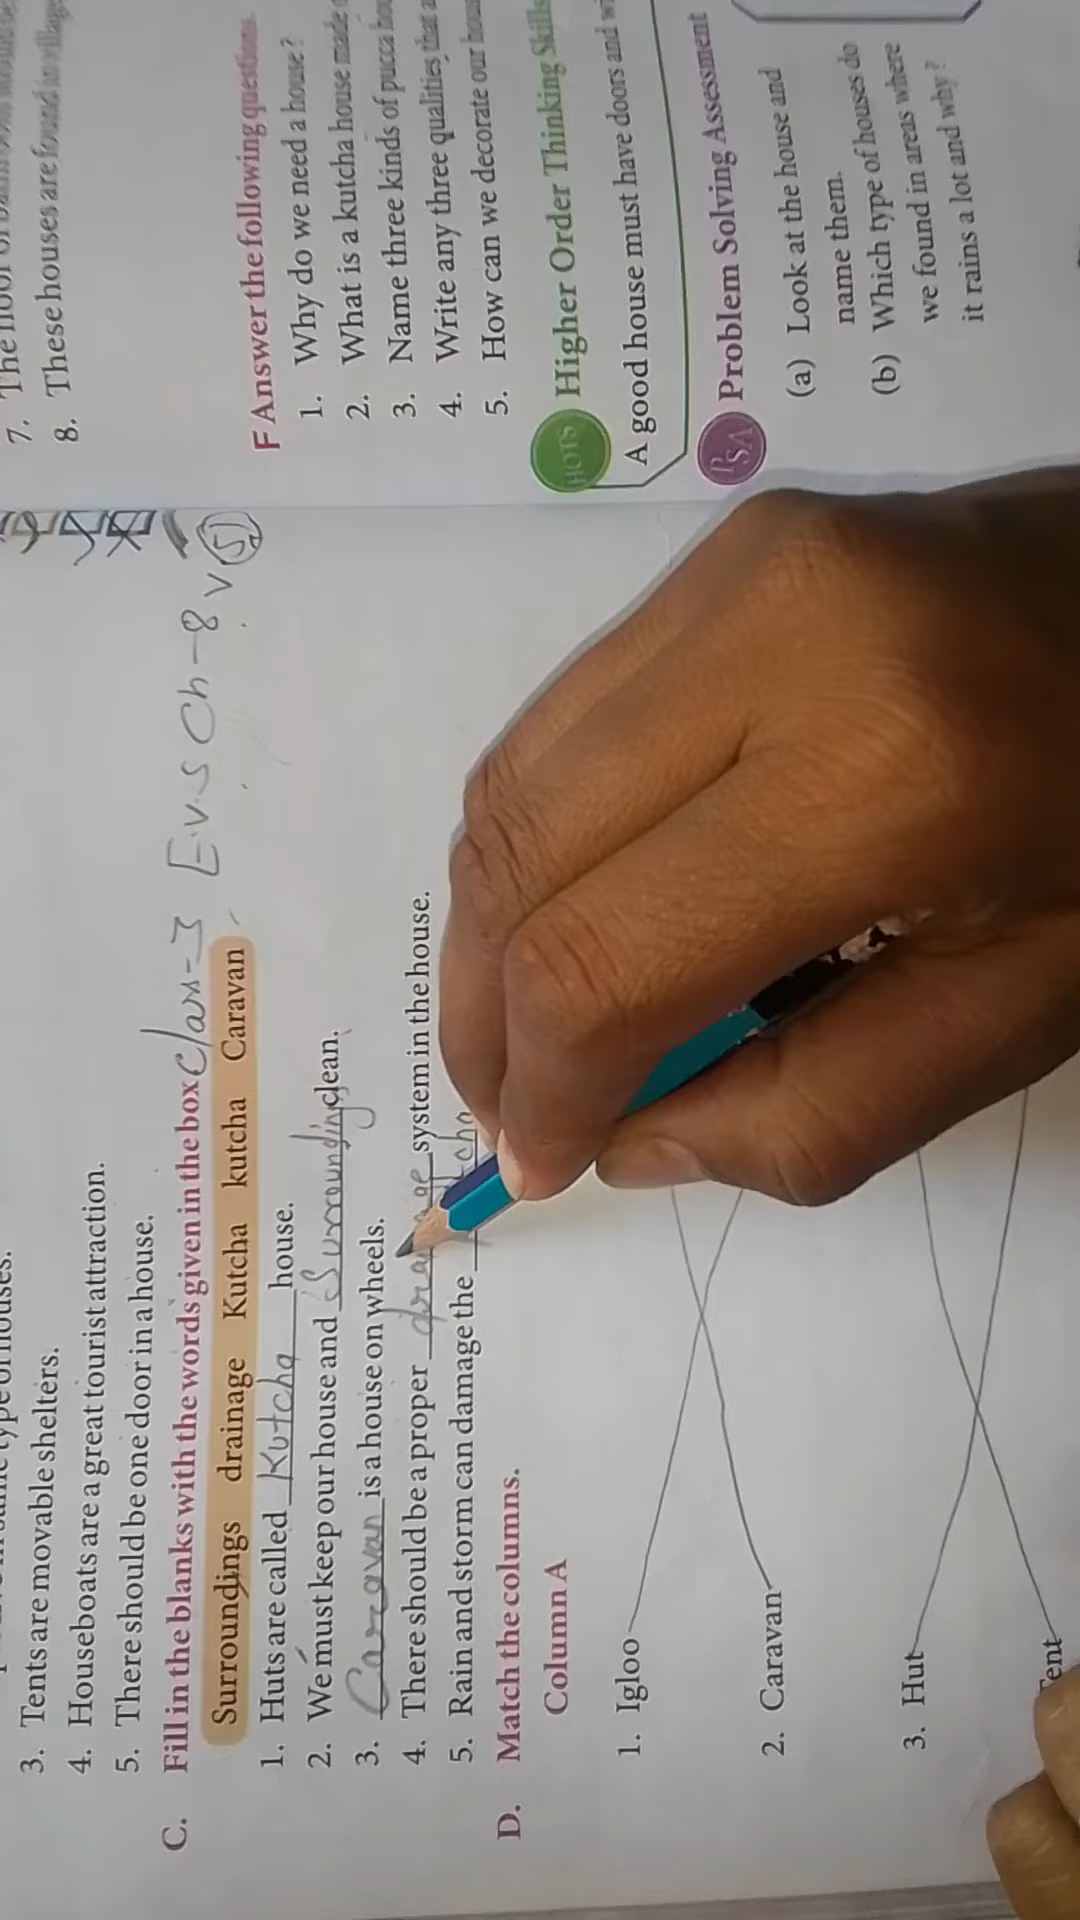 3. Tents are movable shelters.
4. Houseboats are a great tourist attraction.
5. There should be one door in a house.
C. Fill in the blanks with the words given in the box Class-3 E.V.S Ch-8 V 5
Surroundings drainage Kutcha kutcha Caravan
1. Huts are called Kutcha house.
2. We must keep our house and Surrounding clean.
3. Caravan is a house on wheels.
4. There should be a proper system in the house.
5. Rain and storm can damage the
D. Match the columns.
Column A
1. Igloo
2. Caravan
3. Hut
7. The
8. These houses are found in
F Answer the following questions.
1. Why do we need a house?
2. What is a kutcha house made
3. Name three kinds of pucca
4. Write any three qualities that
5. How can we decorate our
HOTS Higher Order Thinking Skills
A good house must have doors and
PSA Problem Solving Assessment
(a) Look at the house and
name them.
(b) Which type of houses do
we found in areas where
it rains a lot and why?